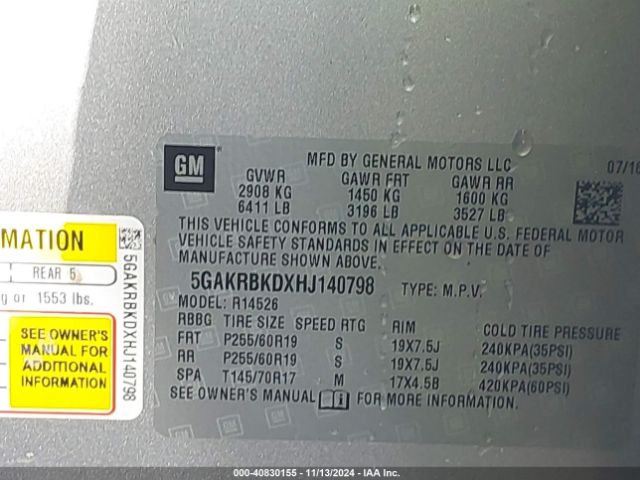 GM
MFD BY GENERAL MOTORS LLC
07/16
GVWR GAWR FRT GAWR RR
2908 KG 1450 KG 1600 KG
6411 LB 3196 LB 3527 LB
THIS VEHICLE CONFORMS TO ALL APPLICABLE U.S. FEDERAL MOTOR
VEHICLE SAFETY STANDARDS IN EFFECT ON THE DATE OF
MANUFACTURE SHOWN ABOVE.
5GAKRBKDXHJ140798 TYPE: M.P.V.
MODEL: R14526
RBBG TIRE SIZE SPEED RTG RIM COLD TIRE PRESSURE
FRT P255/60R19 S 19X7.5J 240KPA(35PSI)
RR P255/60R19 S 19X7.5J 240KPA(35PSI)
SPA T145/70R17 M 17X4.5B 420KPA(60PSI)
SEE OWNER'S MANUAL FOR MORE INFORMATION.
MATION
REAR 5
g or 1553 lbs.
SEE OWNER'S
MANUAL FOR
ADDITIONAL
INFORMATION
5GAKRBKDXHJ140798
000-40830155 - 11/13/2024 - IAA Inc.